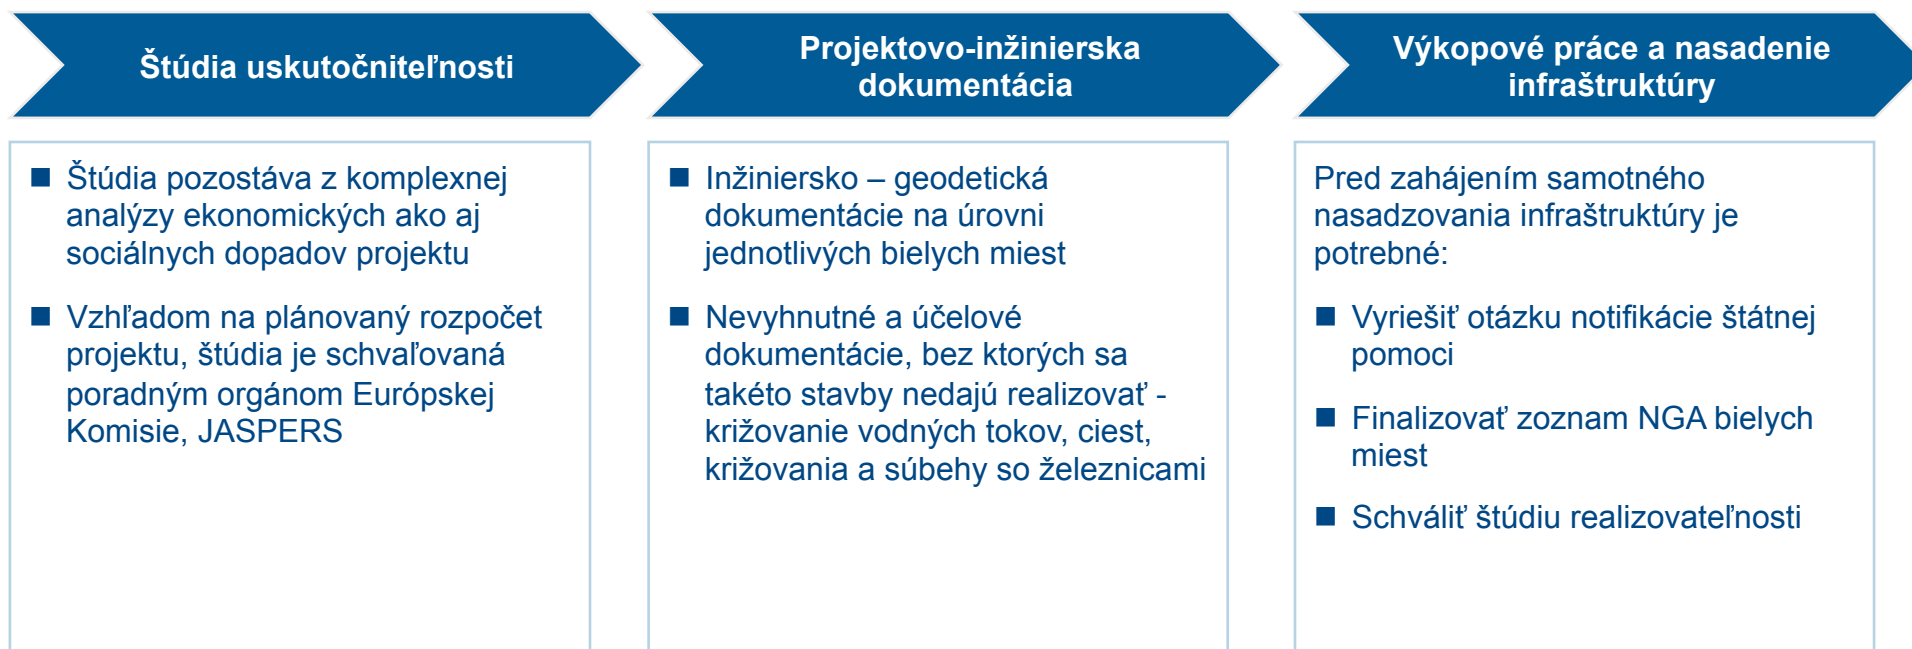 Štúdia uskutočniteľnosti
■ Štúdia pozostáva z komplexnej
analýzy ekonomických ako aj
sociálnych dopadov projektu
■ Vzhľadom na plánovaný rozpočet
projektu, štúdia je schvaľovaná
poradným orgánom Európskej
Komisie, JASPERS
Projektovo-inžinierska
dokumentácia
■ Inžiniersko – geodetická
dokumentácie na úrovni
jednotlivých bielych miest
■ Nevyhnutné a účelové
dokumentácie, bez ktorých sa
takéto stavby nedajú realizovať -
križovanie vodných tokov, ciest,
križovania a súbehy so železnicami
Výkopové práce a nasadenie
infraštruktúry
Pred zahájením samotného
nasadzovania infraštruktúry je
potrebné:
■ Vyriešiť otázku notifikácie štátnej
pomoci
■ Finalizovať zoznam NGA bielych
miest
■ Schváliť štúdiu realizovateľnosti